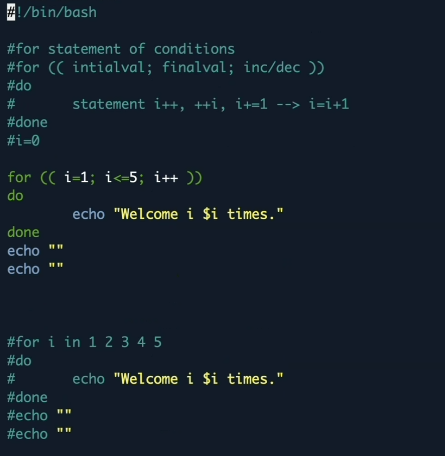 #!/bin/bash
#for statement of conditions
#for (( intialval; finalval; inc/dec ))
#do
#       statement i++, ++i, i+=1 --> i=i+1
#done
#i=0
for (( i=1; i<=5; i++ ))
do
        echo "Welcome i $i times."
done
echo ""
echo ""
#for i in 1 2 3 4 5
#do
#       echo "Welcome i $i times."
#done
#echo ""
#echo ""